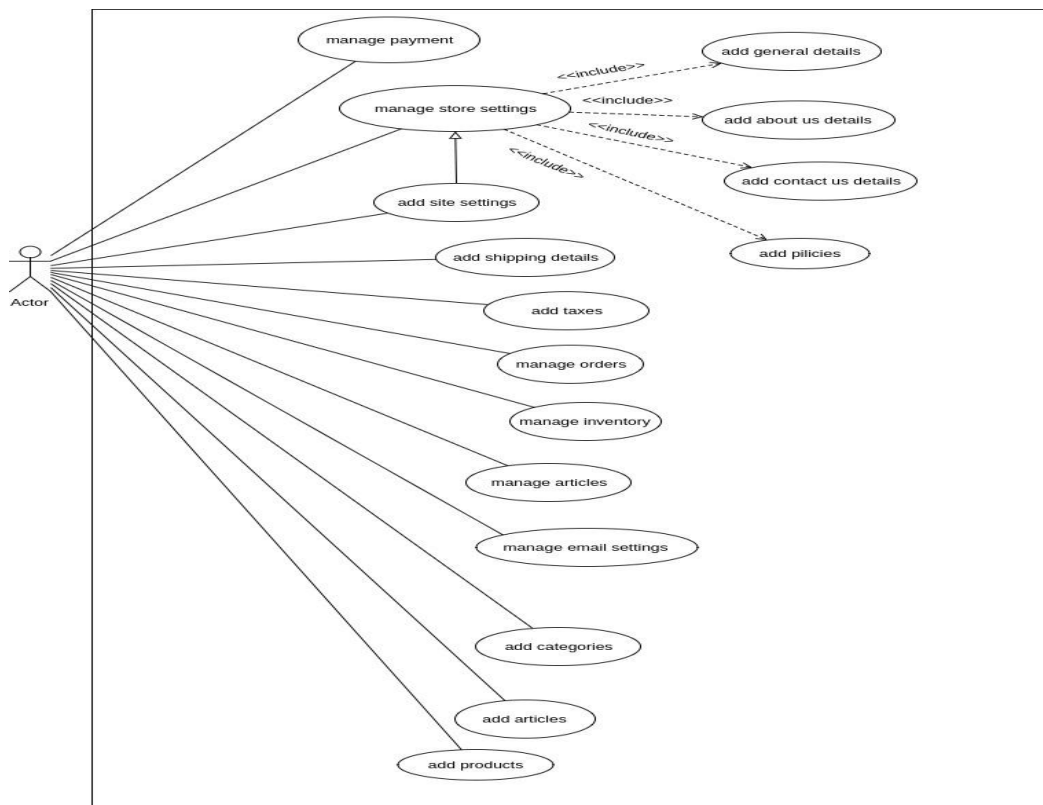 manage payment
add general details
<<include>>
manage store settings
<<include>>
add about us details
<<include>>
<<include>>
add contact us details
add site settings
add pilicies
add shipping details
Actor
add taxes
manage orders
manage inventory
manage articles
manage email settings
add categories
add articles
add products